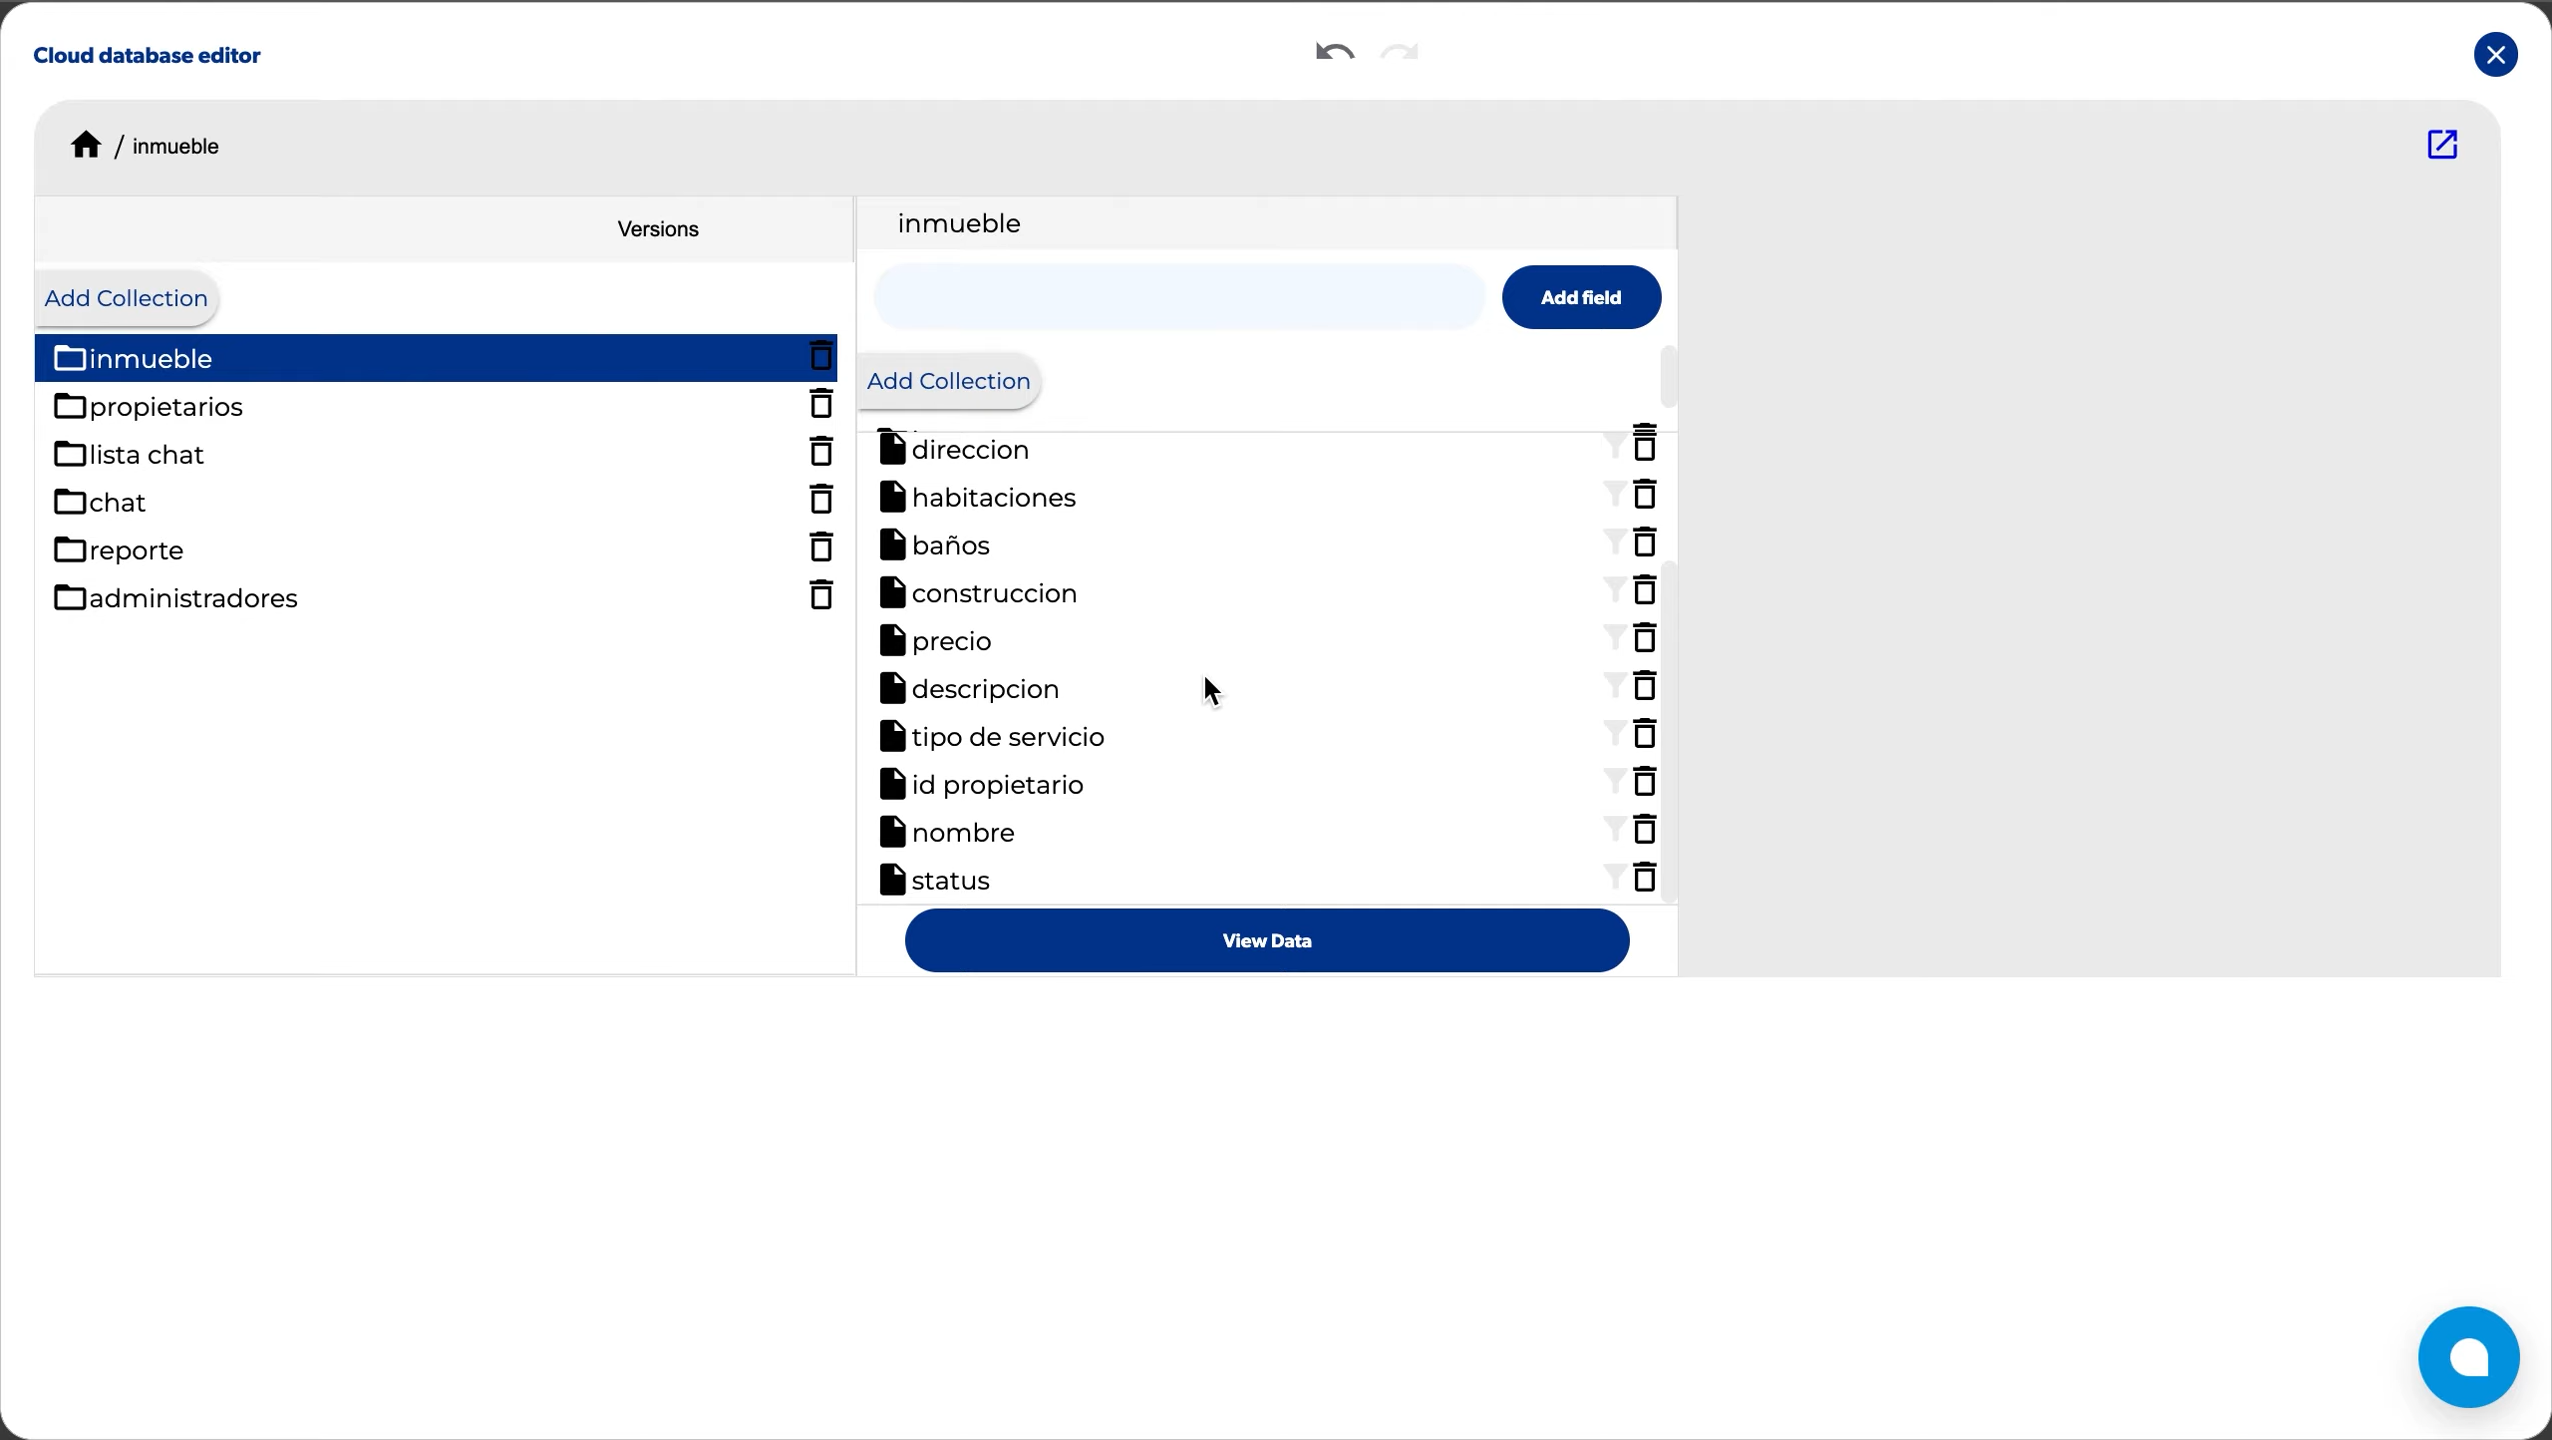 Cloud database editor
/ inmueble
Versions
Add Collection
inmueble
propietarios
lista chat
chat
reporte
administradores
inmueble
Add field
Add Collection
direccion
habitaciones
baños
construccion
precio
descripcion
tipo de servicio
id propietario
nombre
status
View Data